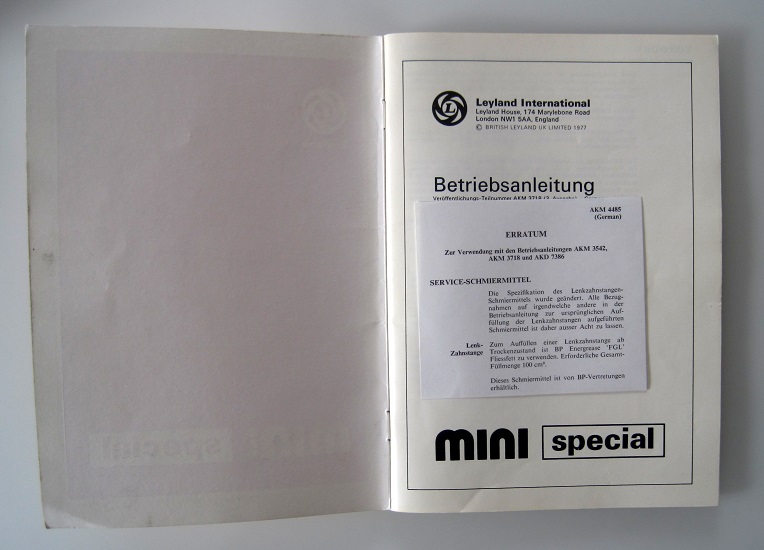 Leyland International
Leyland House, 174 Marylebone Road
London NW1 5AA, England
© BRITISH LEYLAND UK LIMITED 1977
Betriebsanleitung
Veröffentlichungs-Teilnummer AKM 3718
AKM 4485
(German)
ERRATUM
Zur Verwendung mit den Betriebsanleitungen AKM 3542,
AKM 3718 und AKD 7386
SERVICE-SCHMIERMITTEL
Die Spezifikation des Lenkzahnstangen-
Schmiermittels wurde geändert. Alle Bezug-
nahmen auf irgendwelche andere in der
Betriebsanleitung zur ursprünglichen Auf-
füllung der Lenkzahnstangen aufgeführten
Schmiermittel ist daher ausser Acht zu lassen.
Lenk-
Zahnstange
Zum Auffüllen einer Lenkzahnstange ab
Trockenzustand ist BP Energrease 'FGL'
Fliessfett zu verwenden. Erforderliche Gesamt-
Füllmenge 100 cm³.
Dieses Schmiermittel ist von BP-Vertretungen
erhältlich.
mini special